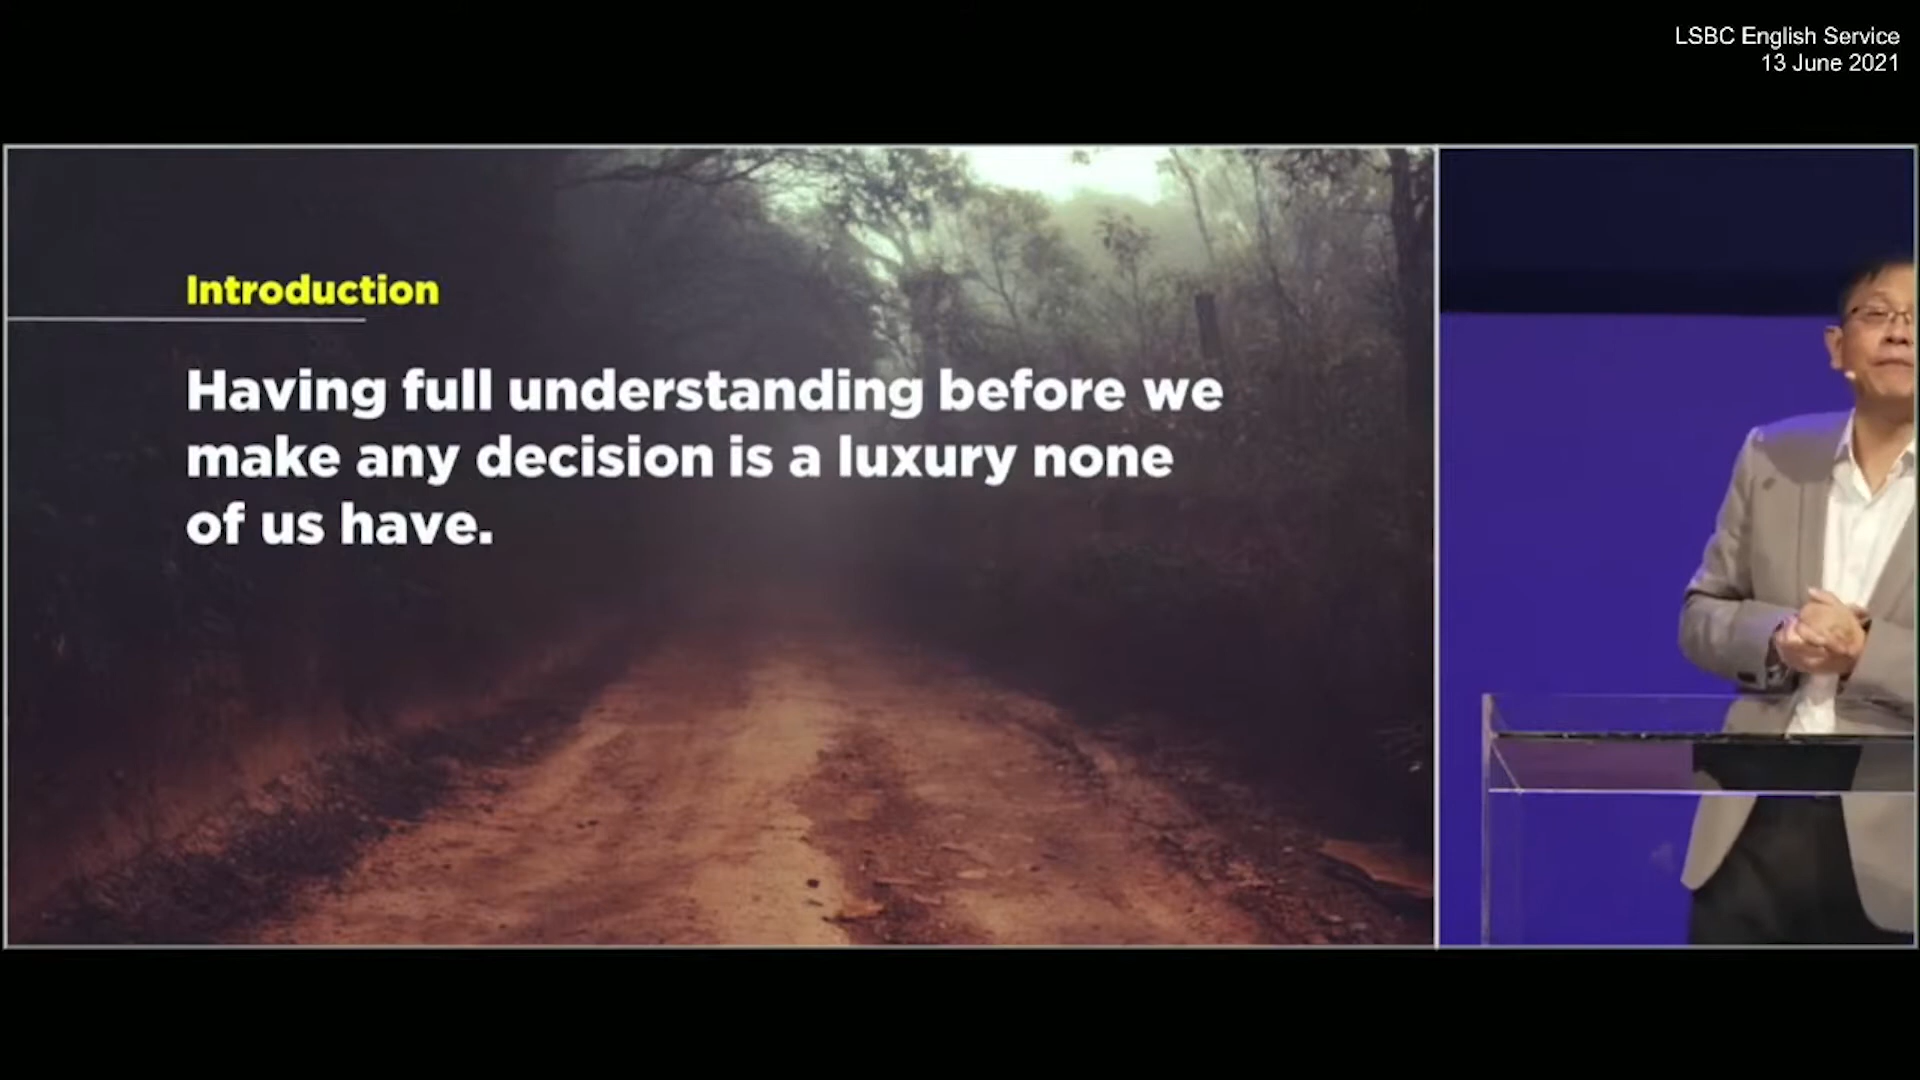 LSBC English Service
13 June 2021
Introduction
Having full understanding before we
make any decision is a luxury none
of us have.